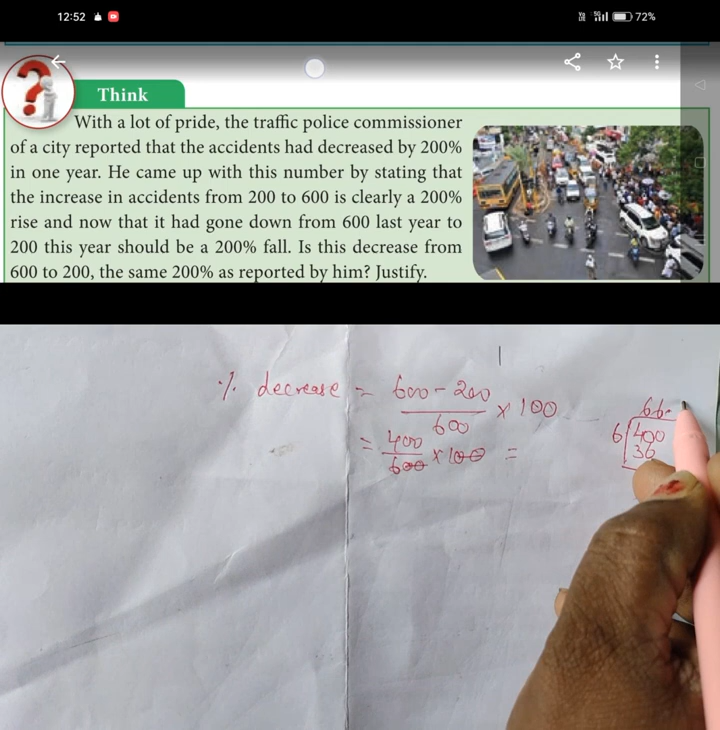 12:52
Vo LTE 5G 72%
Think
With a lot of pride, the traffic police commissioner
of a city reported that the accidents had decreased by 200%
in one year. He came up with this number by stating that
the increase in accidents from 200 to 600 is clearly a 200%
rise and now that it had gone down from 600 last year to
200 this year should be a 200% fall. Is this decrease from
600 to 200, the same 200% as reported by him? Justify.
% decrease = 600 - 200 / 600 × 100
= 400 / 600 × 100 =
66.
6 400
36